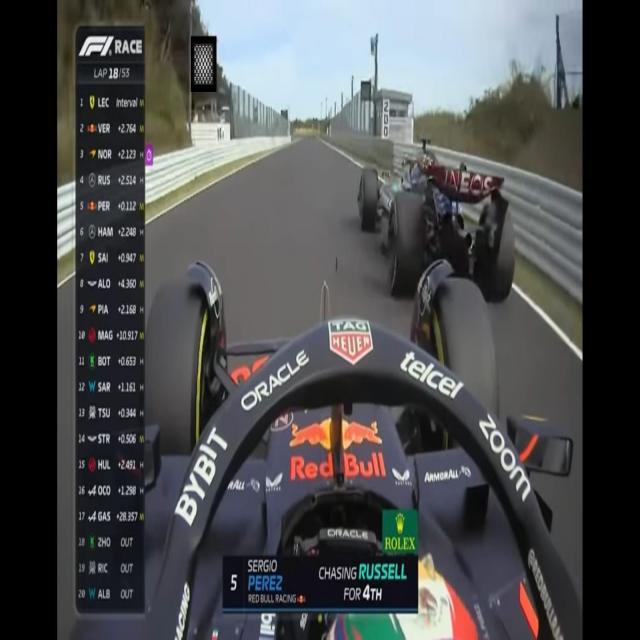 F1 RACE
LAP 18/53
1 LEC Interval M
2 VER +2.764 M
3 NOR +2.123 H
4 RUS +2.514 H
5 PER +0.112 M
6 HAM +2.248 H
7 SAI +0.947 M
8 ALO +4.360 M
9 PIA +2.168 H
10 MAG +10.917 M
11 BOT +0.653 H
12 SAR +1.161 H
13 TSU +0.344 H
14 STR +0.506 M
15 HUL +2.491 H
16 OCO +1.298 H
17 GAS +28.357 M
18 ZHO OUT
19 RIC OUT
20 ALB OUT
200
INEOS
TAG
HEUER
ORACLE
telcel
BYBIT
zoom
Red Bull
ARMORALL
ORACLE
ROLEX
5 SERGIO PEREZ
RED BULL RACING
CHASING RUSSELL
FOR 4TH